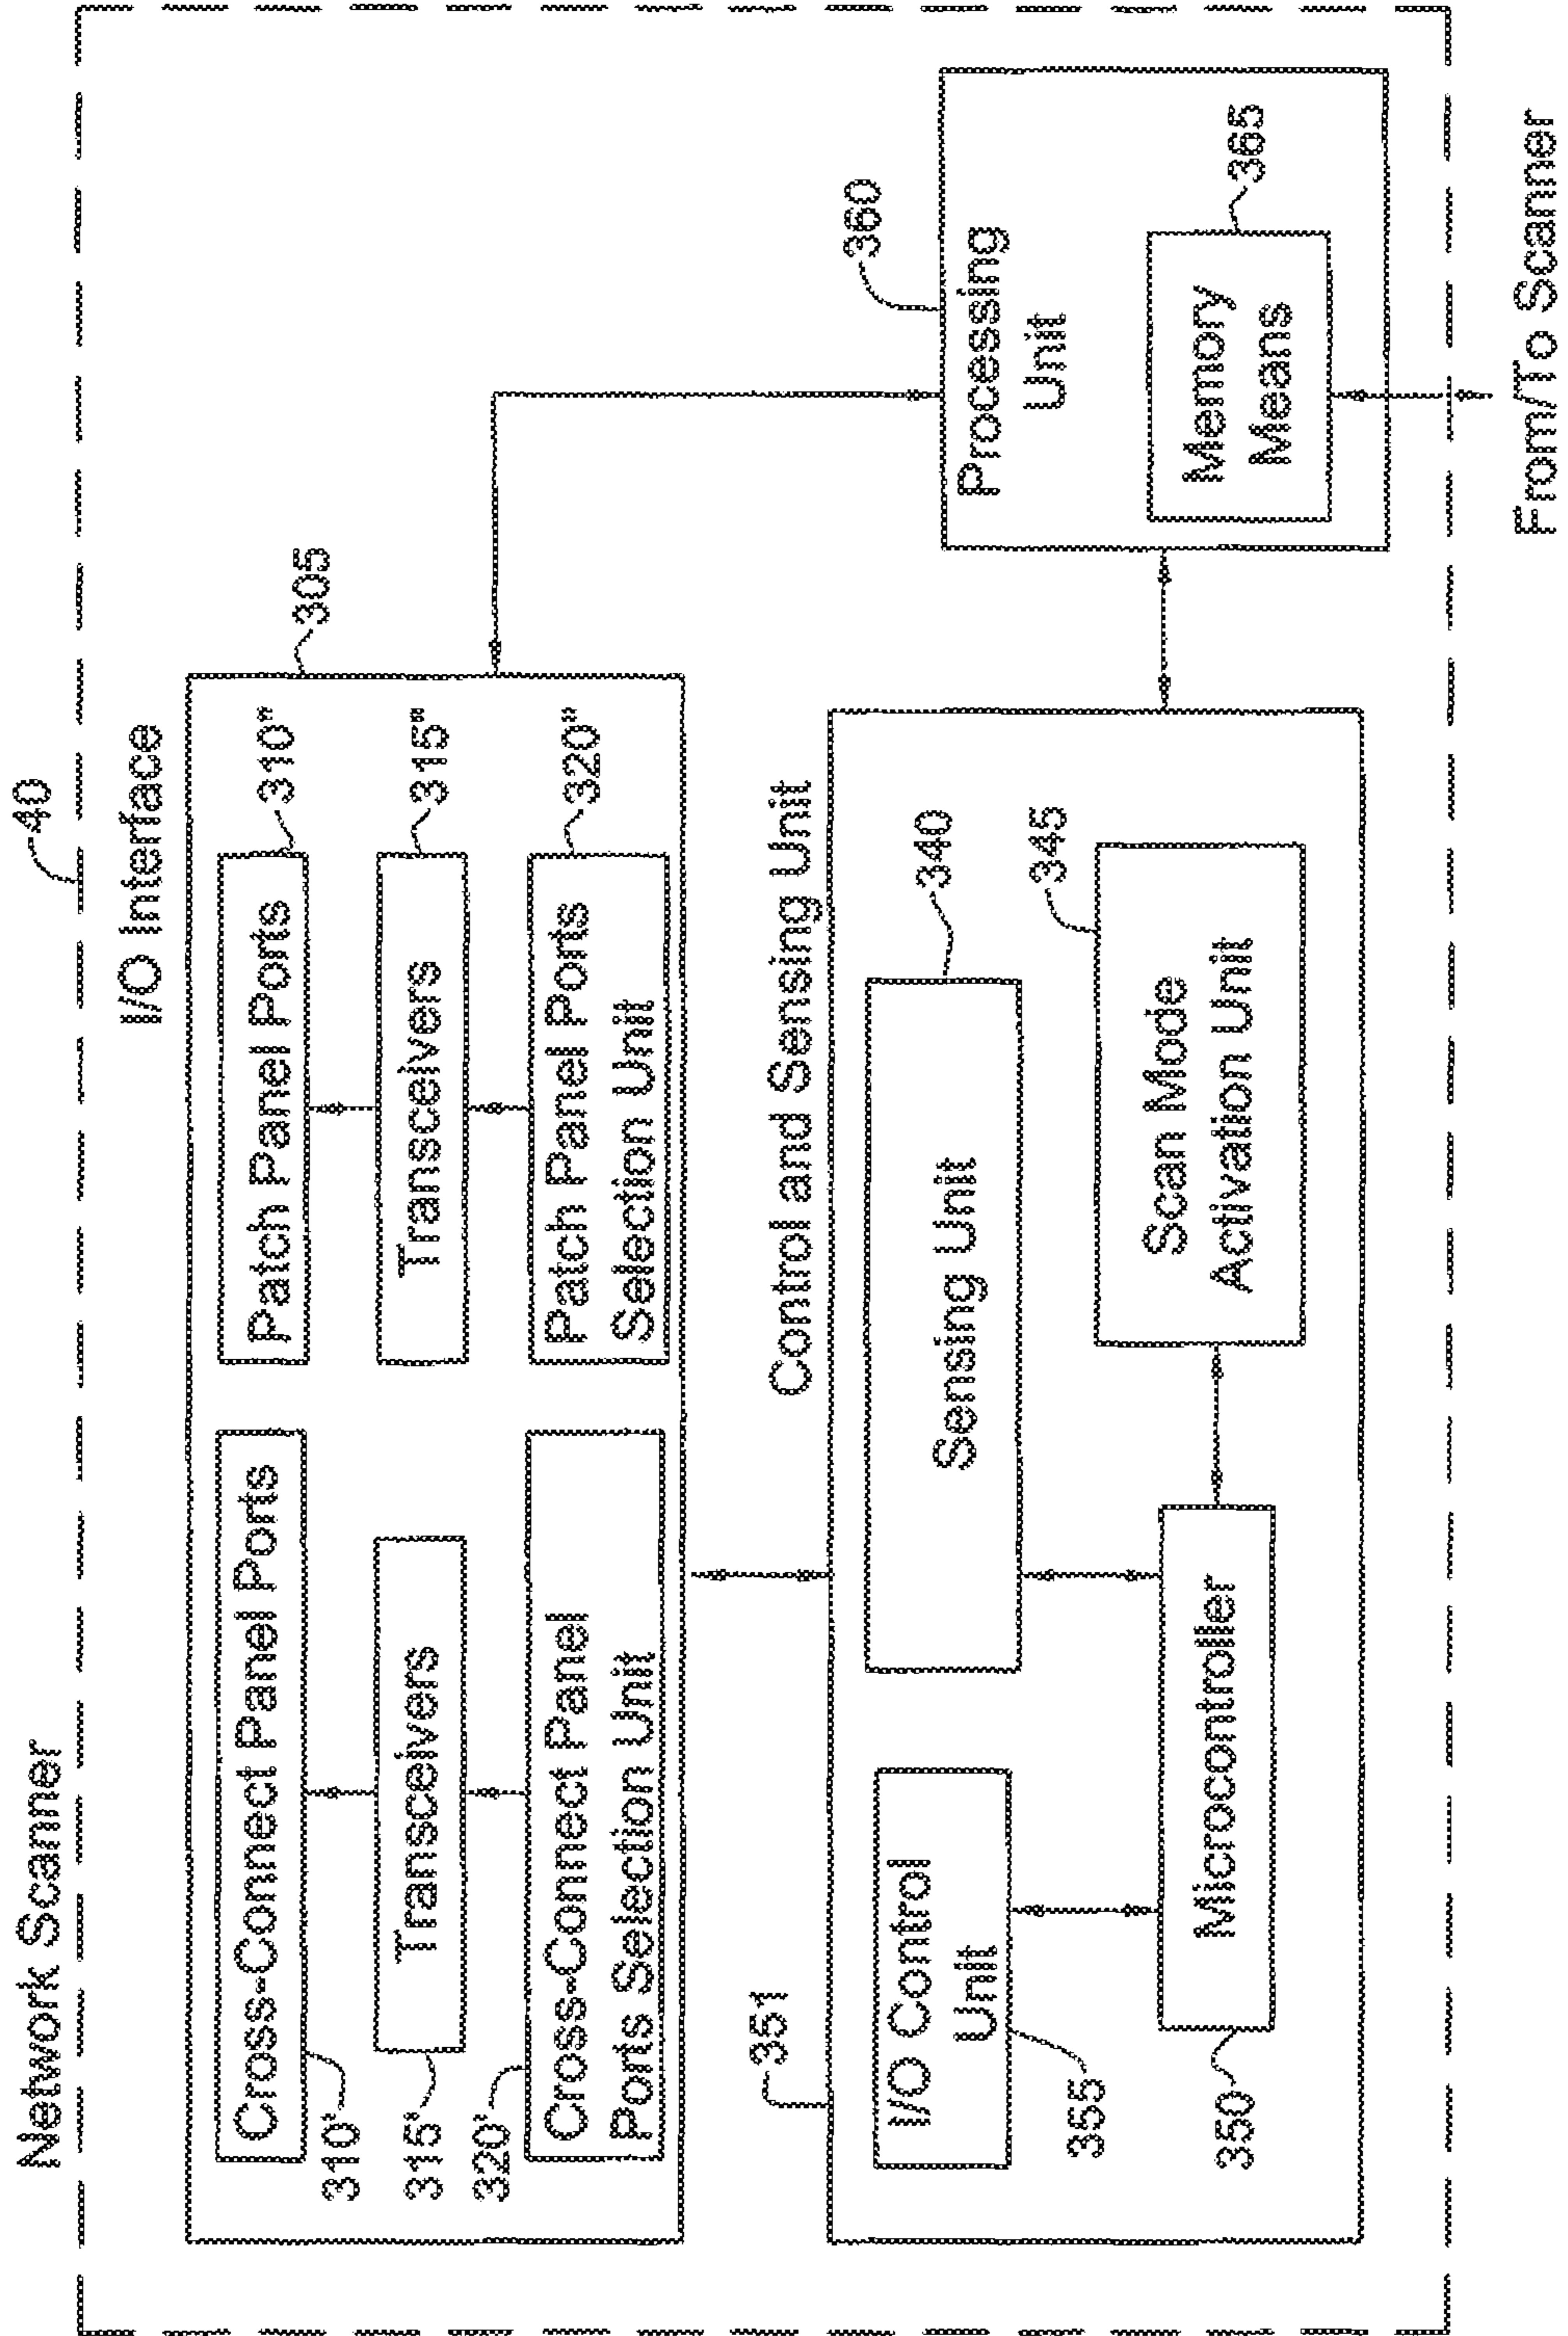 Network Scanner
40
I/O Interface
305
Cross-Connect Panel Ports
310'
Transceivers
315'
320'
Cross-Connect Panel
Ports Selection Unit
Patch Panel Ports
310"
Transceivers
315"
Patch Panel Ports
Selection Unit
320"
Control and Sensing Unit
351
I/O Control
Unit
355
Sensing Unit
340
345
Microcontroller
350
Scan Mode
Activation Unit
360
Processing
Unit
Memory
Means
365
From/To Scanner